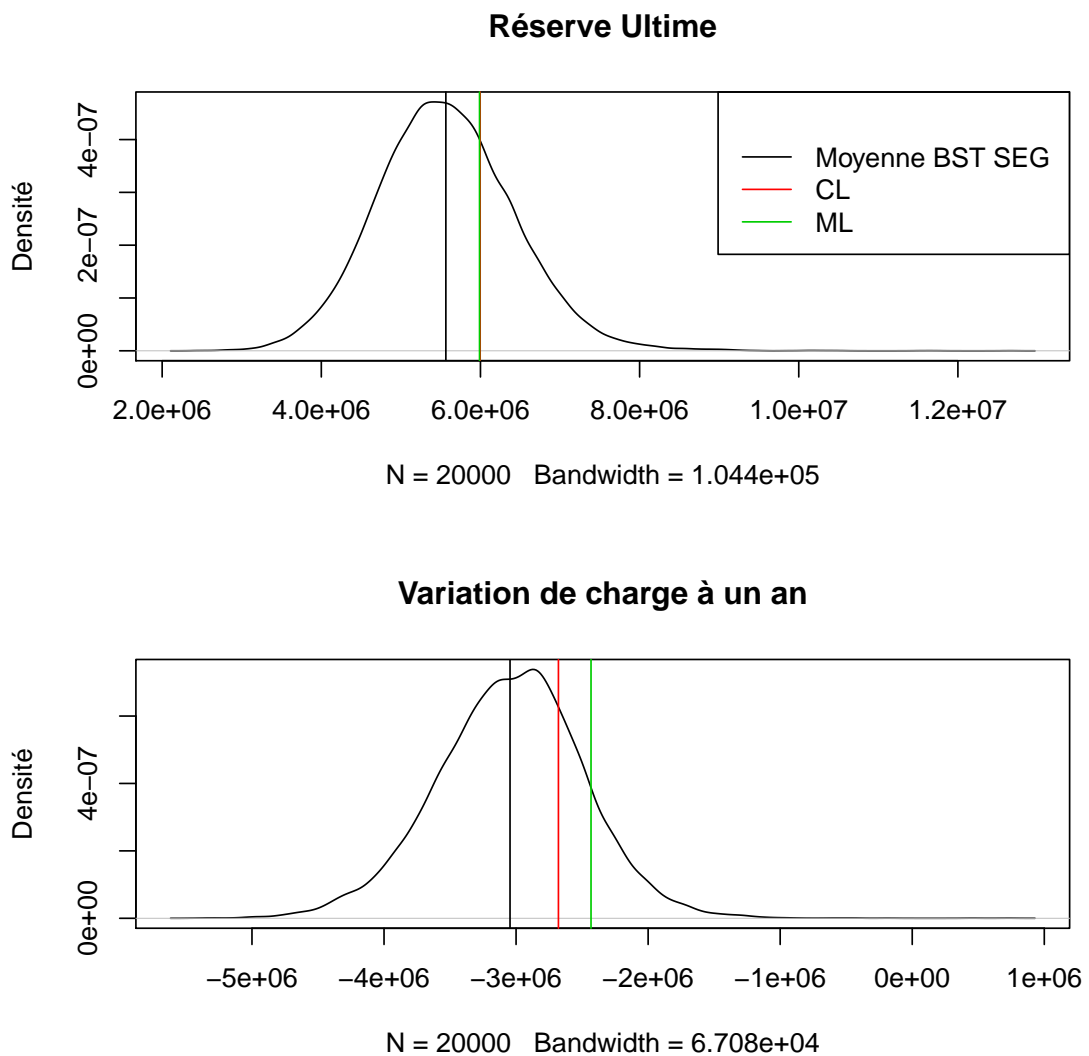 Réserve Ultime
Densité
0e+00
2e−07
4e−07
Moyenne BST SEG
CL
ML
2.0e+06 4.0e+06 6.0e+06 8.0e+06 1.0e+07 1.2e+07
N = 20000 Bandwidth = 1.044e+05
Variation de charge à un an
Densité
0e+00
4e−07
−5e+06 −4e+06 −3e+06 −2e+06 −1e+06 0e+00 1e+06
N = 20000 Bandwidth = 6.708e+04